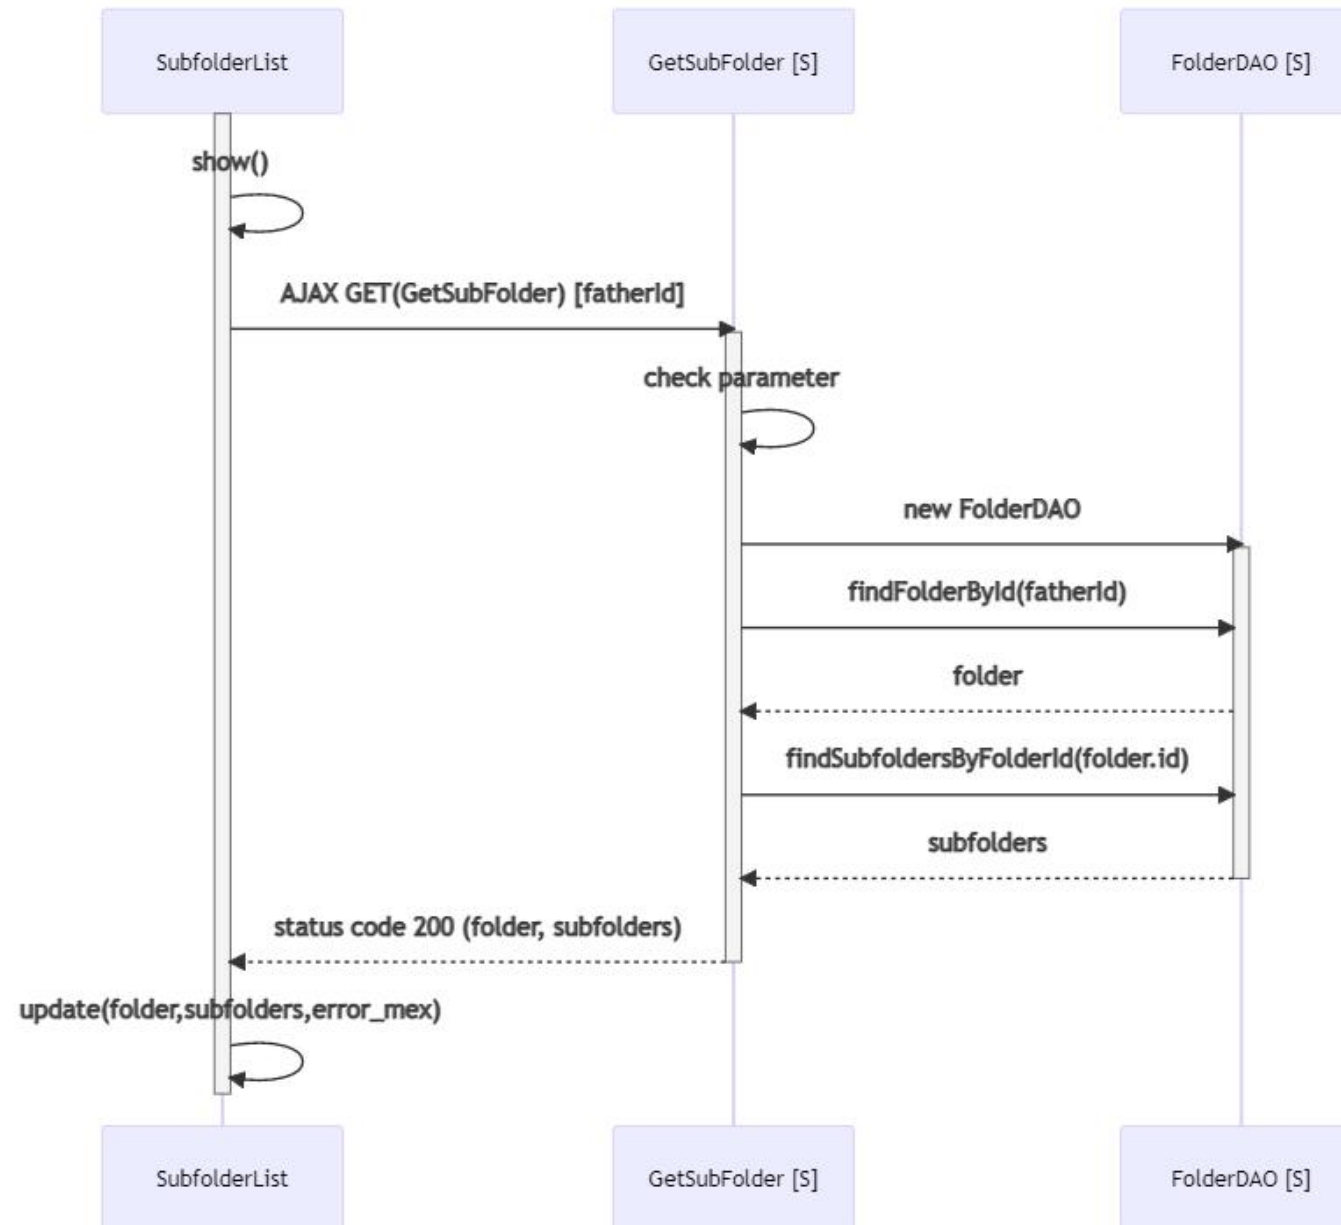 SubfolderList
GetSubFolder [S]
FolderDAO [S]
show()
AJAX GET(GetSubFolder) [fatherId]
check parameter
new FolderDAO
findFolderById(fatherId)
folder
findSubfoldersByFolderId(folder.id)
subfolders
status code 200 (folder, subfolders)
update(folder,subfolders,error_mex)
SubfolderList
GetSubFolder [S]
FolderDAO [S]